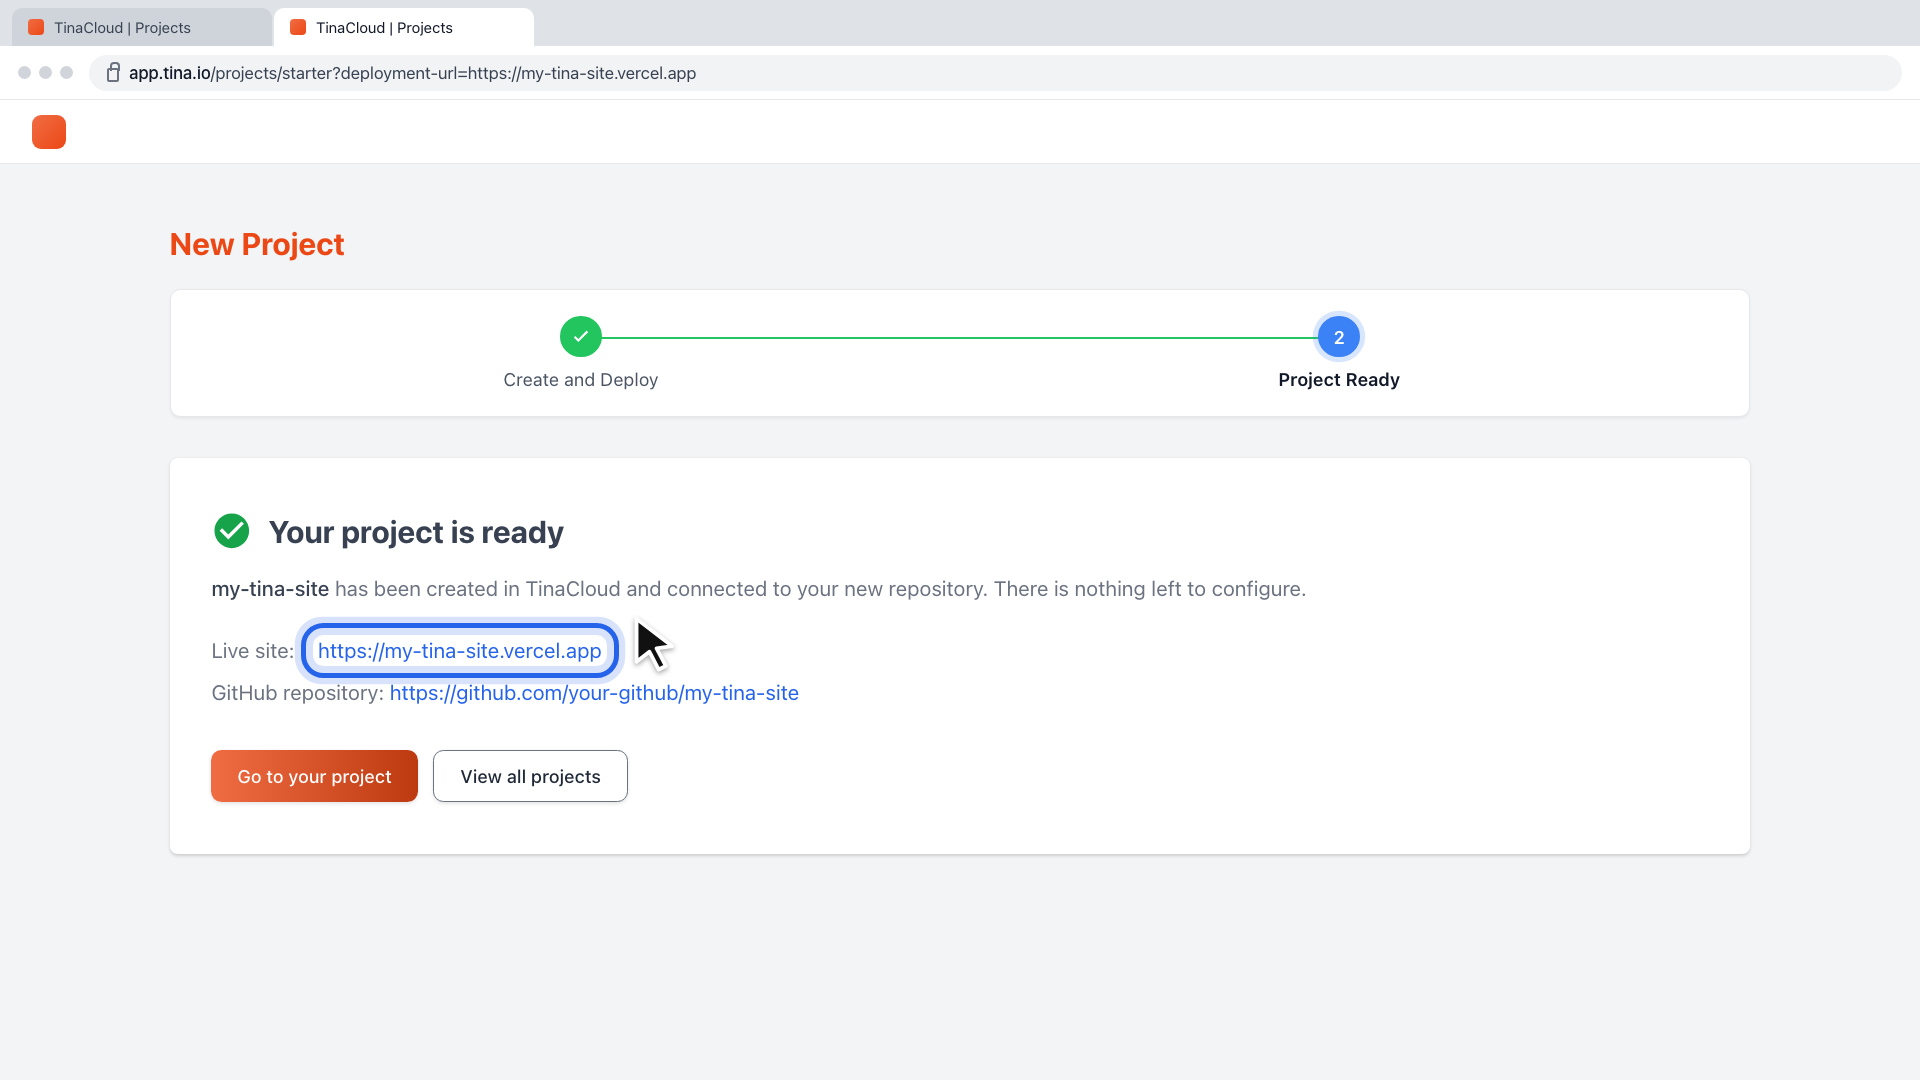 TinaCloud | Projects
TinaCloud | Projects
app.tina.io/projects/starter?deployment-url=https://my-tina-site.vercel.app
New Project
2
Create and Deploy
Project Ready
Your project is ready
my-tina-site has been created in TinaCloud and connected to your new repository. There is nothing left to configure.
Live site: https://my-tina-site.vercel.app
GitHub repository: https://github.com/your-github/my-tina-site
Go to your project
View all projects